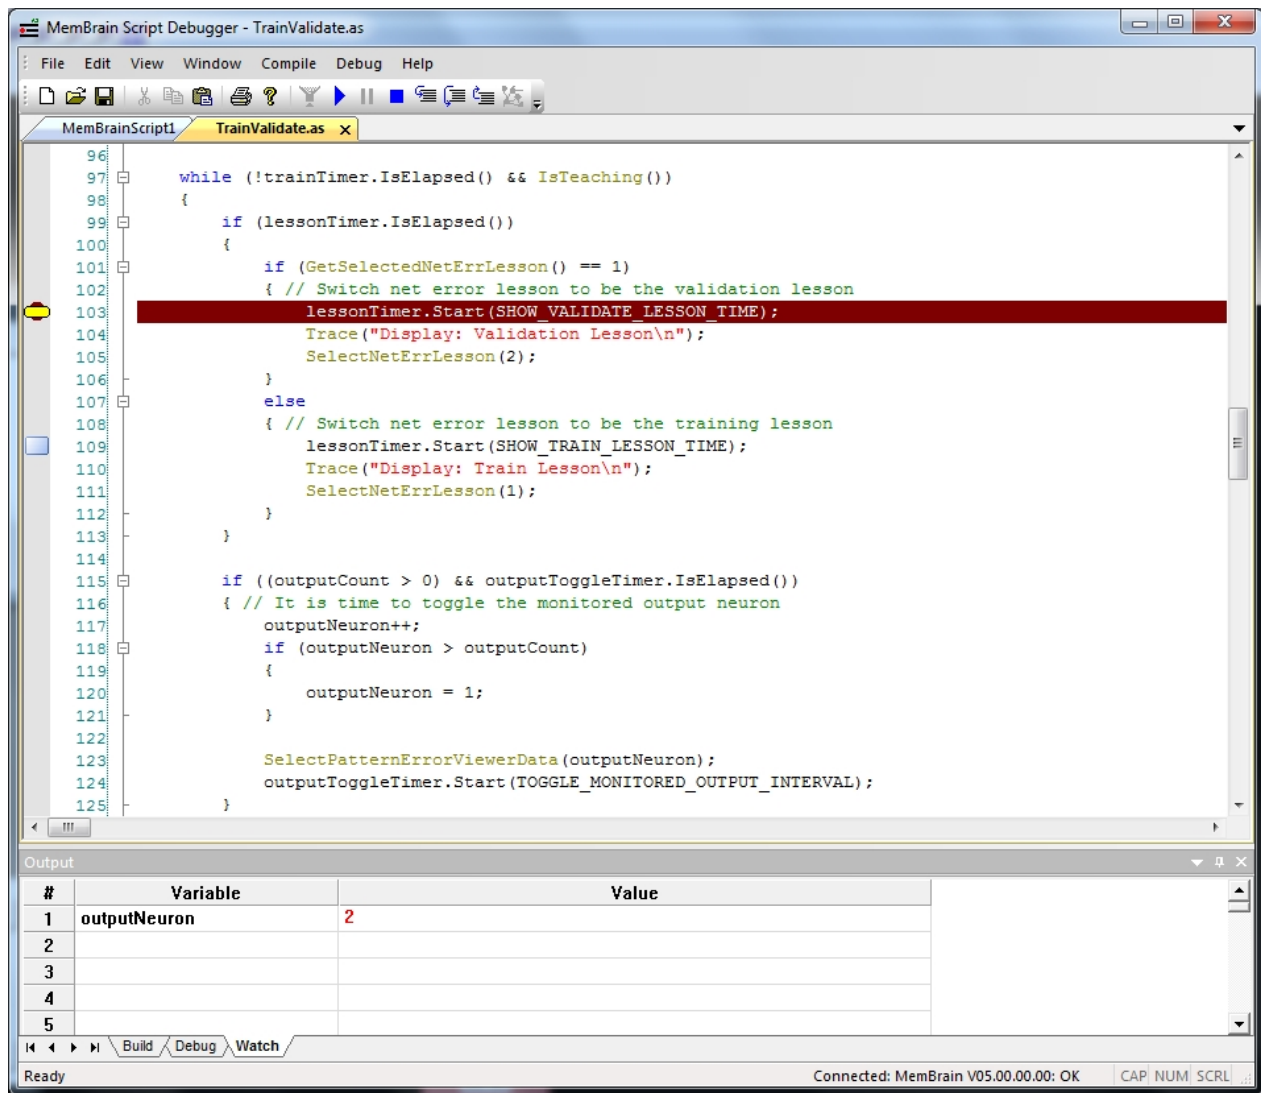 MemBrain Script Debugger - TrainValidate.as
File Edit View Window Compile Debug Help
MemBrainScript1 TrainValidate.as
96
97 while (!trainTimer.IsElapsed() && IsTeaching())
98 {
99 if (lessonTimer.IsElapsed())
100 {
101 if (GetSelectedNetErrLesson() == 1)
102 { // Switch net error lesson to be the validation lesson
103 lessonTimer.Start(SHOW_VALIDATE_LESSON_TIME);
104 Trace("Display: Validation Lesson\n");
105 SelectNetErrLesson(2);
106 }
107 else
108 { // Switch net error lesson to be the training lesson
109 lessonTimer.Start(SHOW_TRAIN_LESSON_TIME);
110 Trace("Display: Train Lesson\n");
111 SelectNetErrLesson(1);
112 }
113 }
114
115 if ((outputCount > 0) && outputToggleTimer.IsElapsed())
116 { // It is time to toggle the monitored output neuron
117 outputNeuron++;
118 if (outputNeuron > outputCount)
119 {
120 outputNeuron = 1;
121 }
122
123 SelectPatternErrorViewerData(outputNeuron);
124 outputToggleTimer.Start(TOGGLE_MONITORED_OUTPUT_INTERVAL);
125 }
Output
# Variable Value
1 outputNeuron 2
2
3
4
5
Build Debug Watch
Ready Connected: MemBrain V05.00.00.00: OK CAP NUM SCRL